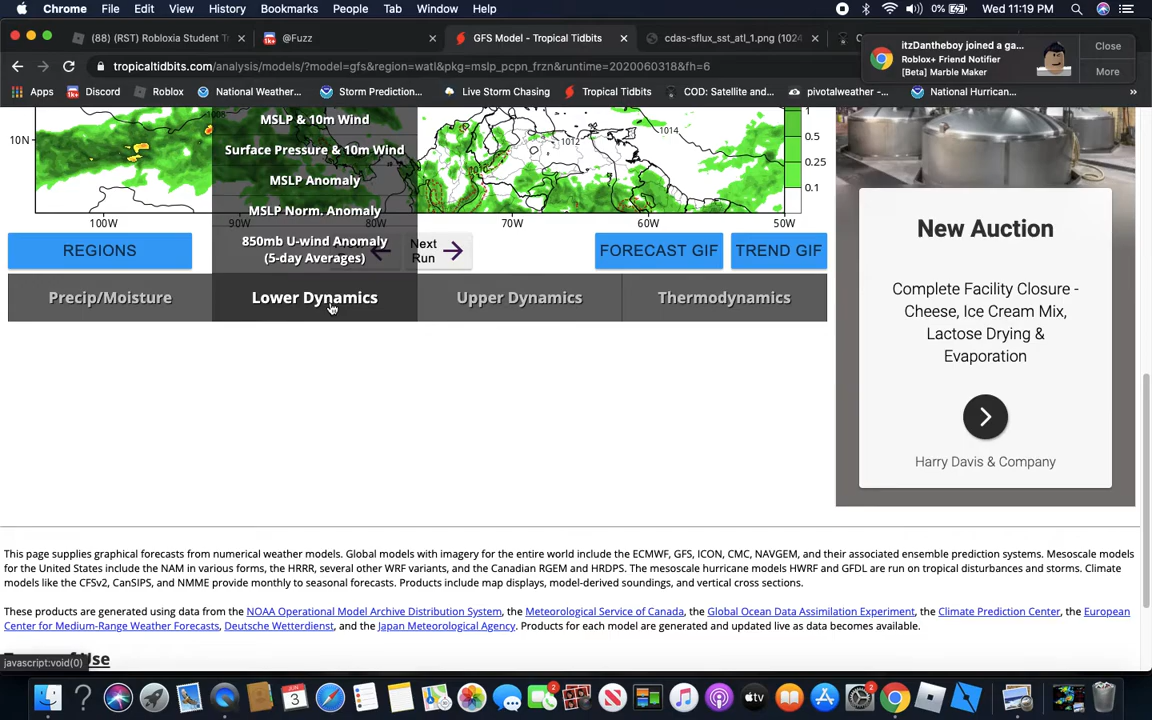 Chrome File Edit View History Bookmarks People Tab Window Help 0% Wed 11:19 PM
(88) (RST) Robloxia Student T @Fuzz GFS Model - Tropical Tidbits cdas-sflux_sst_atl_1.png (1024
tropicaltidbits.com/analysis/models/?model=gfs&region=watl&pkg=mslp_pcpn_frzn&runtime=2020060318&fh=6
itzDantheboy joined a ga...
Roblox+ Friend Notifier
[Beta] Marble Maker
Close
More
Apps Discord Roblox National Weather... Storm Prediction... Live Storm Chasing Tropical Tidbits COD: Satellite and... pivotalweather -... National Hurrican... »
MSLP & 10m Wind
Surface Pressure & 10m Wind
MSLP Anomaly
MSLP Norm. Anomaly
850mb U-wind Anomaly
(5-day Averages)
10N
1012
1014
1
0.5
0.25
0.1
100W 90W 80W 70W 60W 50W
REGIONS
Next
Run
FORECAST GIF TREND GIF
Precip/Moisture Lower Dynamics Upper Dynamics Thermodynamics
New Auction
Complete Facility Closure -
Cheese, Ice Cream Mix,
Lactose Drying &
Evaporation
Harry Davis & Company
This page supplies graphical forecasts from numerical weather models. Global models with imagery for the entire world include the ECMWF, GFS, ICON, CMC, NAVGEM, and their associated ensemble prediction systems. Mesoscale models
for the United States include the NAM in various forms, the HRRR, several other WRF variants, and the Canadian RGEM and HRDPS. The mesoscale hurricane models HWRF and GFDL are run on tropical disturbances and storms. Climate
models like the CFSv2, CanSIPS, and NMME provide monthly to seasonal forecasts. Products include map displays, model-derived soundings, and vertical cross sections.
These products are generated using data from the NOAA Operational Model Archive Distribution System, the Meteorological Service of Canada, the Global Ocean Data Assimilation Experiment, the Climate Prediction Center, the European
Center for Medium-Range Weather Forecasts, Deutsche Wetterdienst, and the Japan Meteorological Agency. Products for each model are generated and updated live as data becomes available.
javascript:void(0)
JUN
3
2
2
tv